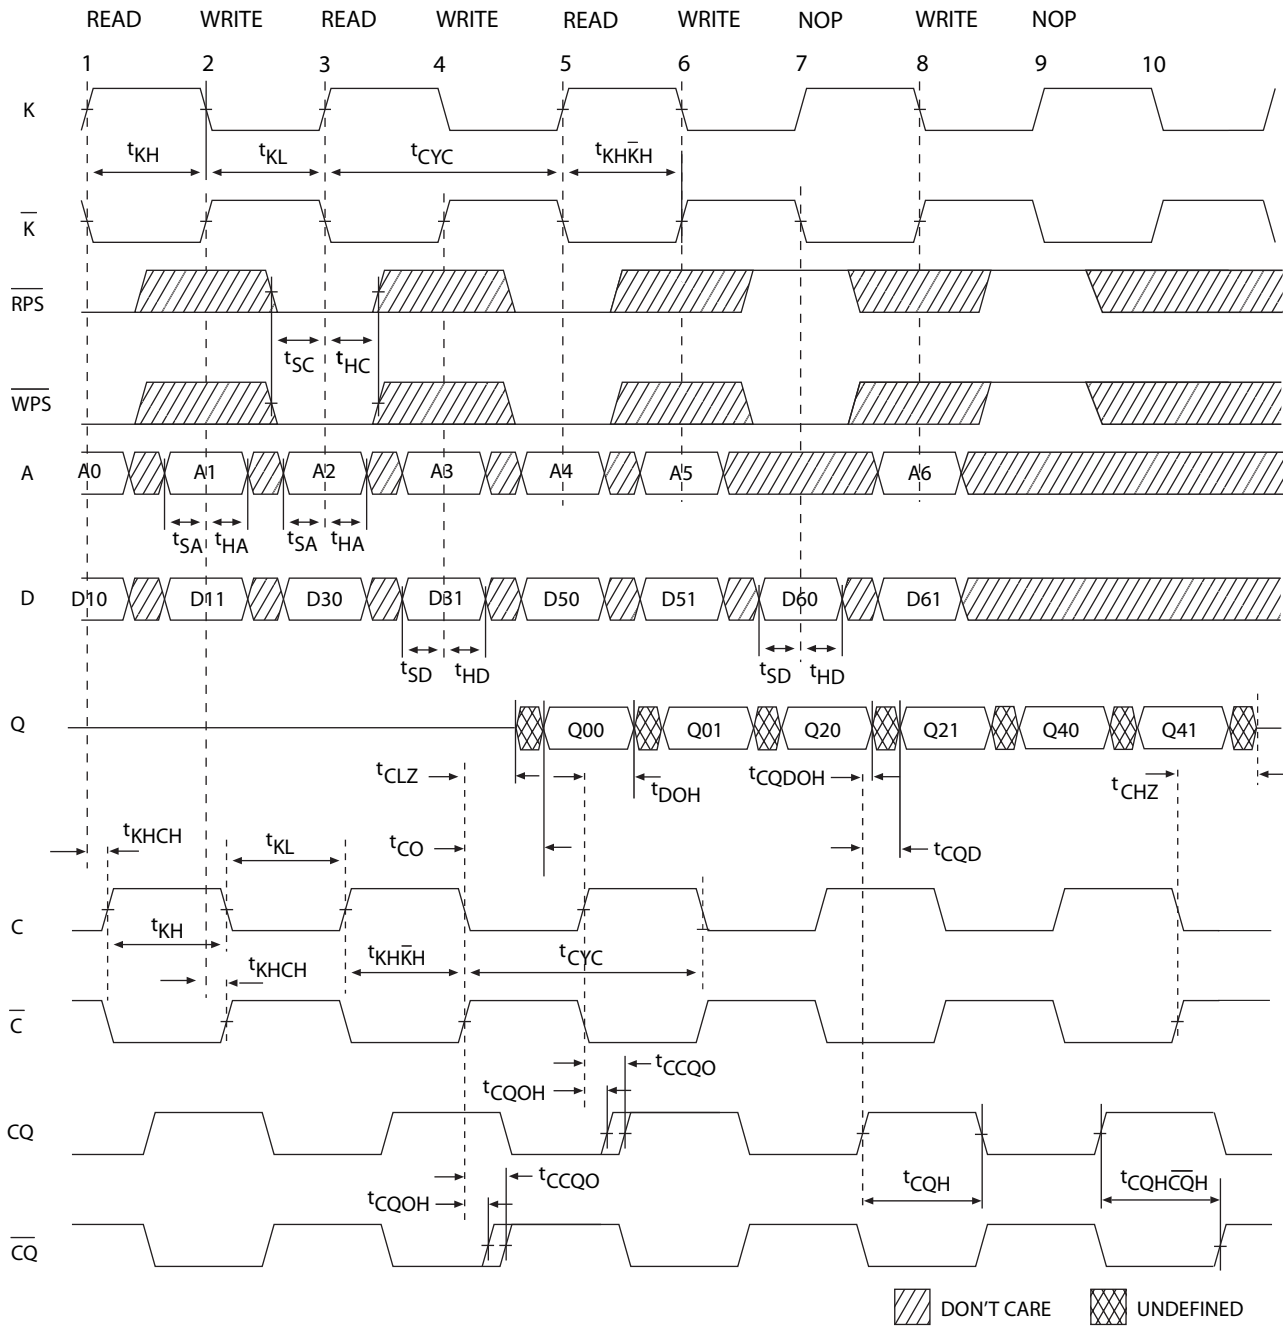 READ WRITE READ WRITE READ WRITE NOP WRITE NOP
1 2 3 4 5 6 7 8 9 10
K
tKH tKL tCYC tKHK̅H
K̅
R̅P̅S̅
tSC tHC
W̅P̅S̅
A A0 A1 A2 A3 A4 A5 A6
tSA tHA tSA tHA
D D10 D11 D30 D31 D50 D51 D60 D61
tSD tHD tSD tHD
Q Q00 Q01 Q20 Q21 Q40 Q41
tCLZ tDOH tCQDOH tCHZ
tKHCH tKL tCO tCQD
C
tKH tKHK̅H tCYC
tKHCH
C̅
tCCQO
tCQOH
CQ
tCCQO
tCQOH tCQH tCQHC̅Q̅H
C̅Q̅
DON'T CARE UNDEFINED